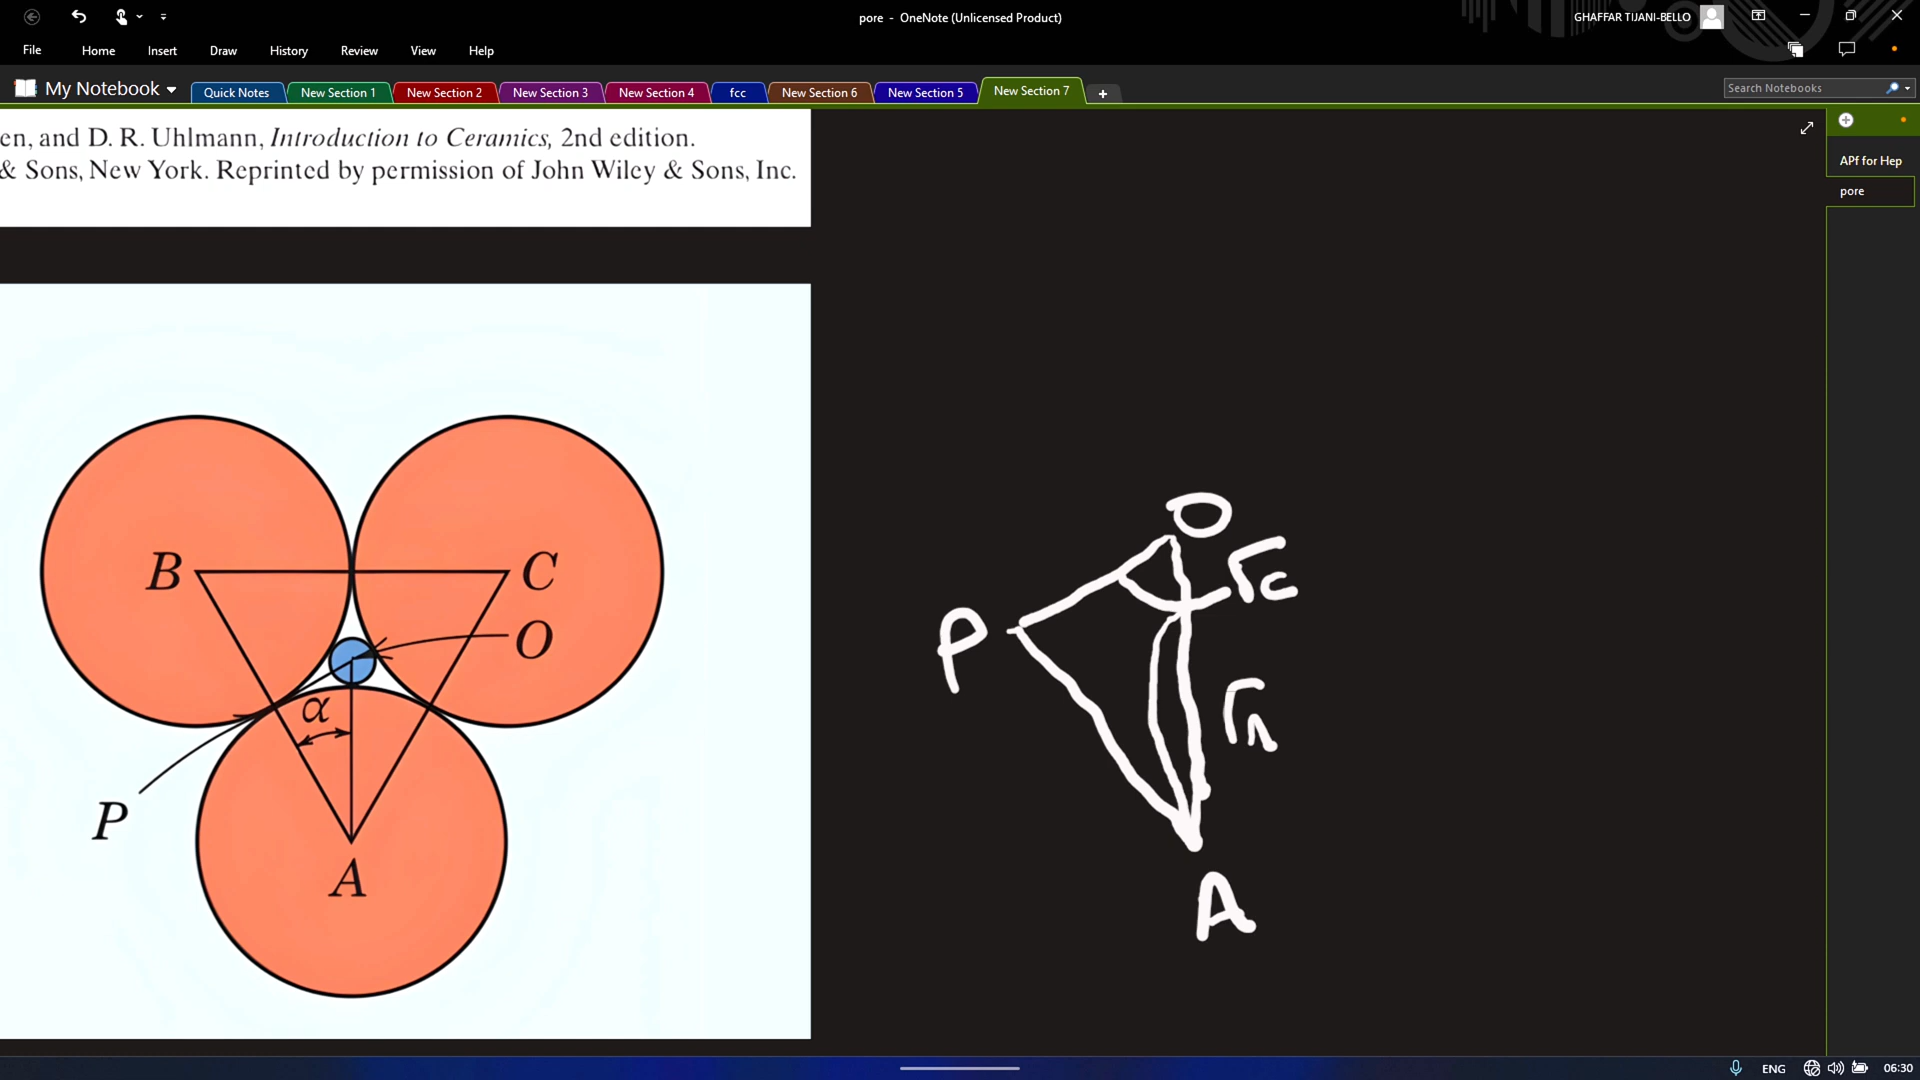 pore - OneNote (Unlicensed Product)
GHAFFAR TIJANI-BELLO
File Home Insert Draw History Review View Help
My Notebook
Quick Notes New Section 1 New Section 2 New Section 3 New Section 4 fcc New Section 6 New Section 5 New Section 7 +
Search Notebooks
en, and D. R. Uhlmann, Introduction to Ceramics, 2nd edition.
& Sons, New York. Reprinted by permission of John Wiley & Sons, Inc.
APf for Hep
pore
B
C
O
α
P
A
O
rc
P
A
ENG
06:30